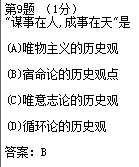 第9题 （1分）
"谋事在人,成事在天"是
(A)唯物主义的历史观
(B)宿命论的历史观点
(C)唯意志论的历史观
(D)循环论的历史观
答案: B